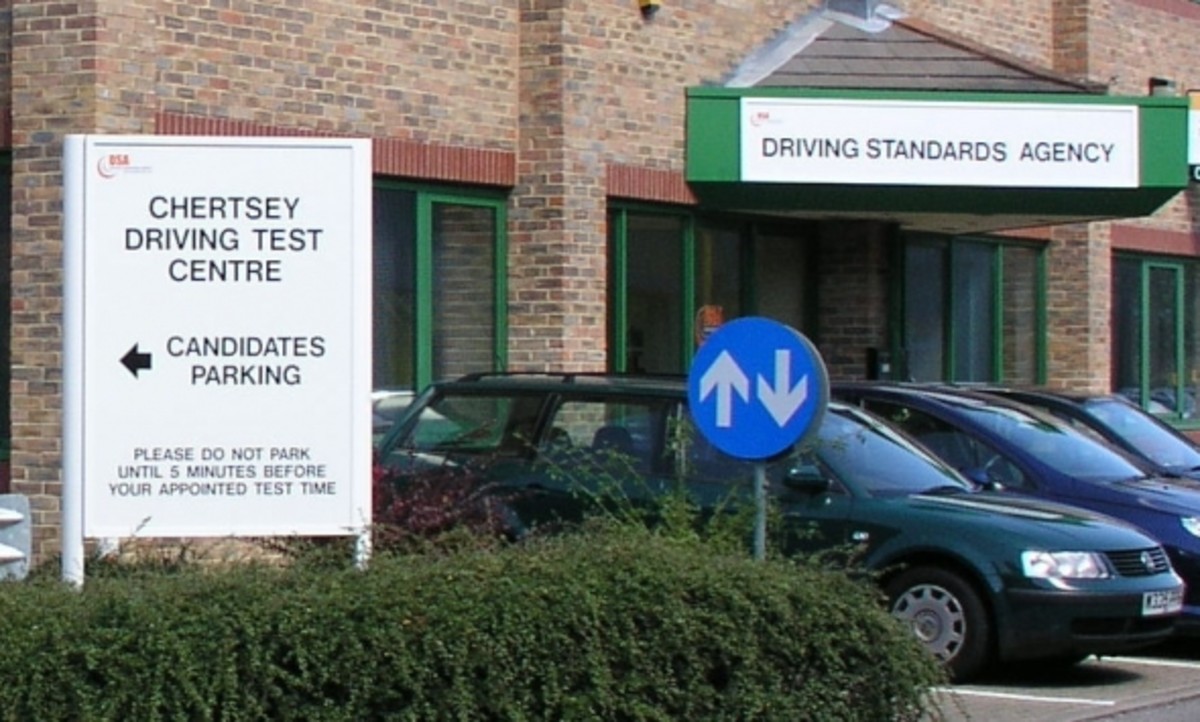 DSA
CHERTSEY
DRIVING TEST
CENTRE
CANDIDATES
PARKING
PLEASE DO NOT PARK
UNTIL 5 MINUTES BEFORE
YOUR APPOINTED TEST TIME
DSA
DRIVING STANDARDS AGENCY